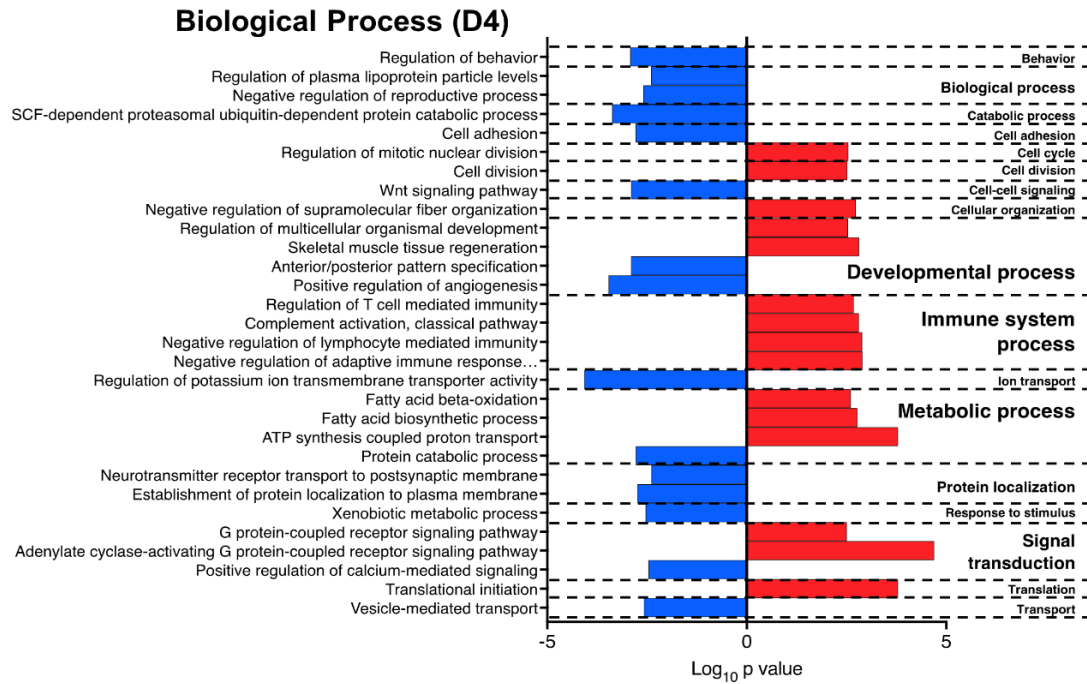 Biological Process (D4)
Regulation of behavior
Behavior
Regulation of plasma lipoprotein particle levels
Negative regulation of reproductive process
Biological process
SCF-dependent proteasomal ubiquitin-dependent protein catabolic process
Catabolic process
Cell adhesion
Cell adhesion
Regulation of mitotic nuclear division
Cell cycle
Cell division
Cell division
Wnt signaling pathway
Cell-cell signaling
Negative regulation of supramolecular fiber organization
Cellular organization
Regulation of multicellular organismal development
Skeletal muscle tissue regeneration
Anterior/posterior pattern specification
Positive regulation of angiogenesis
Developmental process
Regulation of T cell mediated immunity
Complement activation, classical pathway
Negative regulation of lymphocyte mediated immunity
Negative regulation of adaptive immune response…
Immune system
process
Regulation of potassium ion transmembrane transporter activity
Ion transport
Fatty acid beta-oxidation
Fatty acid biosynthetic process
ATP synthesis coupled proton transport
Protein catabolic process
Metabolic process
Neurotransmitter receptor transport to postsynaptic membrane
Establishment of protein localization to plasma membrane
Protein localization
Xenobiotic metabolic process
Response to stimulus
G protein-coupled receptor signaling pathway
Adenylate cyclase-activating G protein-coupled receptor signaling pathway
Positive regulation of calcium-mediated signaling
Signal
transduction
Translational initiation
Translation
Vesicle-mediated transport
Transport
-5 0 5
Log10 p value